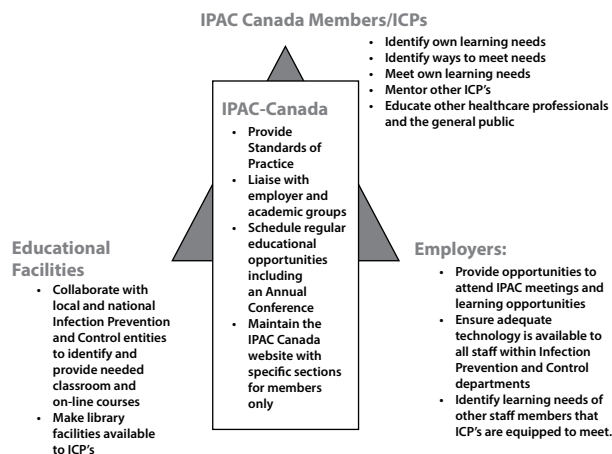 IPAC Canada Members/ICPs
• Identify own learning needs
• Identify ways to meet needs
• Meet own learning needs
• Mentor other ICP's
• Educate other healthcare professionals
and the general public
IPAC-Canada
• Provide
Standards of
Practice
• Liaise with
employer and
academic groups
• Schedule regular
educational
opportunities
including
an Annual
Conference
• Maintain the
IPAC Canada
website with
specific sections
for members
only
Educational
Facilities
• Collaborate with
local and national
Infection Prevention
and Control entities
to identify and
provide needed
classroom and
on-line courses
• Make library
facilities available
to ICP's
Employers:
• Provide opportunities to
attend IPAC meetings and
learning opportunities
• Ensure adequate
technology is available to
all staff within Infection
Prevention and Control
departments
• Identify learning needs of
other staff members that
ICP's are equipped to meet.